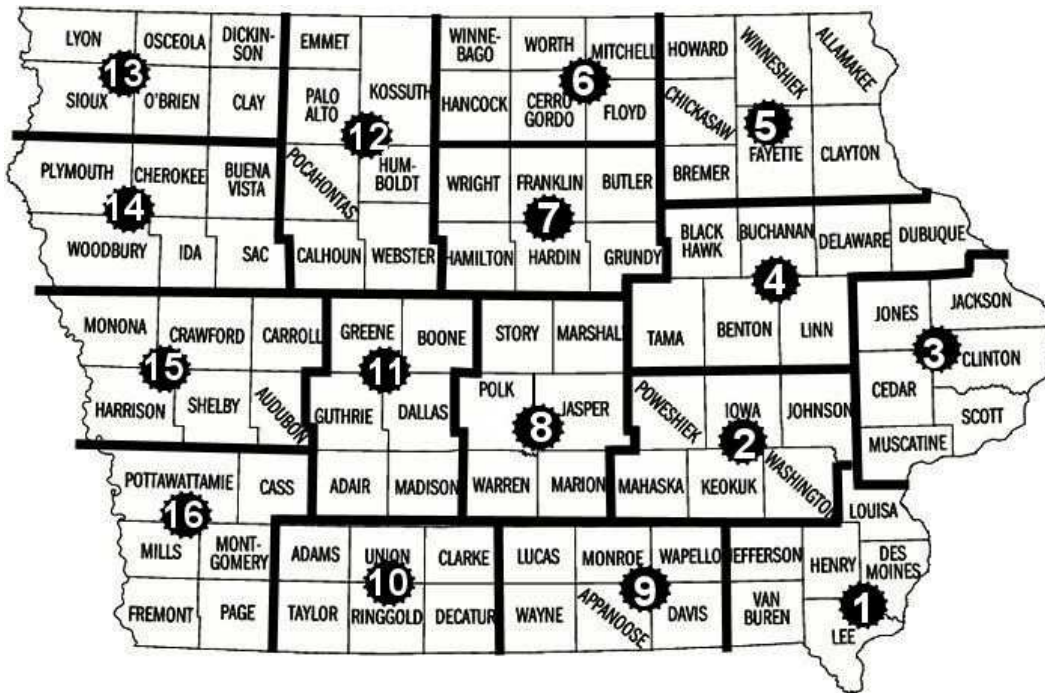 LYON
OSCEOLA
DICKIN-
SON
EMMET
WINNE-
BAGO
WORTH
MITCHELL
HOWARD
WINNESHIEK
ALLAMAKEE
13
6
SIOUX
O'BRIEN
CLAY
PALO
ALTO
KOSSUTH
HANCOCK
CERRO
GORDO
FLOYD
CHICKASAW
5
12
FAYETTE
CLAYTON
PLYMOUTH
CHEROKEE
BUENA
VISTA
POCAHONTAS
HUM-
BOLDT
WRIGHT
FRANKLIN
BUTLER
BREMER
14
7
WOODBURY
IDA
SAC
CALHOUN
WEBSTER
HAMILTON
HARDIN
GRUNDY
BLACK
HAWK
BUCHANAN
DELAWARE
DUBUQUE
4
MONONA
CRAWFORD
CARROLL
GREENE
BOONE
STORY
MARSHALL
TAMA
BENTON
LINN
JONES
JACKSON
3
15
11
CLINTON
HARRISON
SHELBY
AUDUBON
GUTHRIE
DALLAS
POLK
JASPER
POWESHIEK
IOWA
JOHNSON
CEDAR
SCOTT
8
2
MUSCATINE
POTTAWATTAMIE
CASS
ADAIR
MADISON
WARREN
MARION
MAHASKA
KEOKUK
WASHINGTON
LOUISA
16
MILLS
MONT-
GOMERY
ADAMS
UNION
CLARKE
LUCAS
MONROE
WAPELLO
JEFFERSON
HENRY
DES
MOINES
10
9
1
FREMONT
PAGE
TAYLOR
RINGGOLD
DECATUR
WAYNE
APPANOOSE
DAVIS
VAN
BUREN
LEE